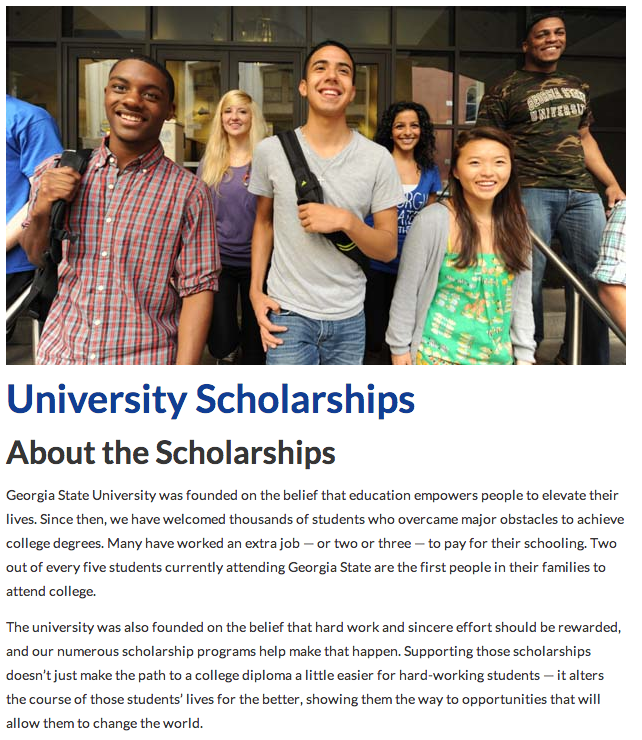 GEORGIA STATE
UNIVERSITY
University Scholarships
About the Scholarships
Georgia State University was founded on the belief that education empowers people to elevate their
lives. Since then, we have welcomed thousands of students who overcame major obstacles to achieve
college degrees. Many have worked an extra job — or two or three — to pay for their schooling. Two
out of every five students currently attending Georgia State are the first people in their families to
attend college.
The university was also founded on the belief that hard work and sincere effort should be rewarded,
and our numerous scholarship programs help make that happen. Supporting those scholarships
doesn’t just make the path to a college diploma a little easier for hard-working students — it alters
the course of those students’ lives for the better, showing them the way to opportunities that will
allow them to change the world.